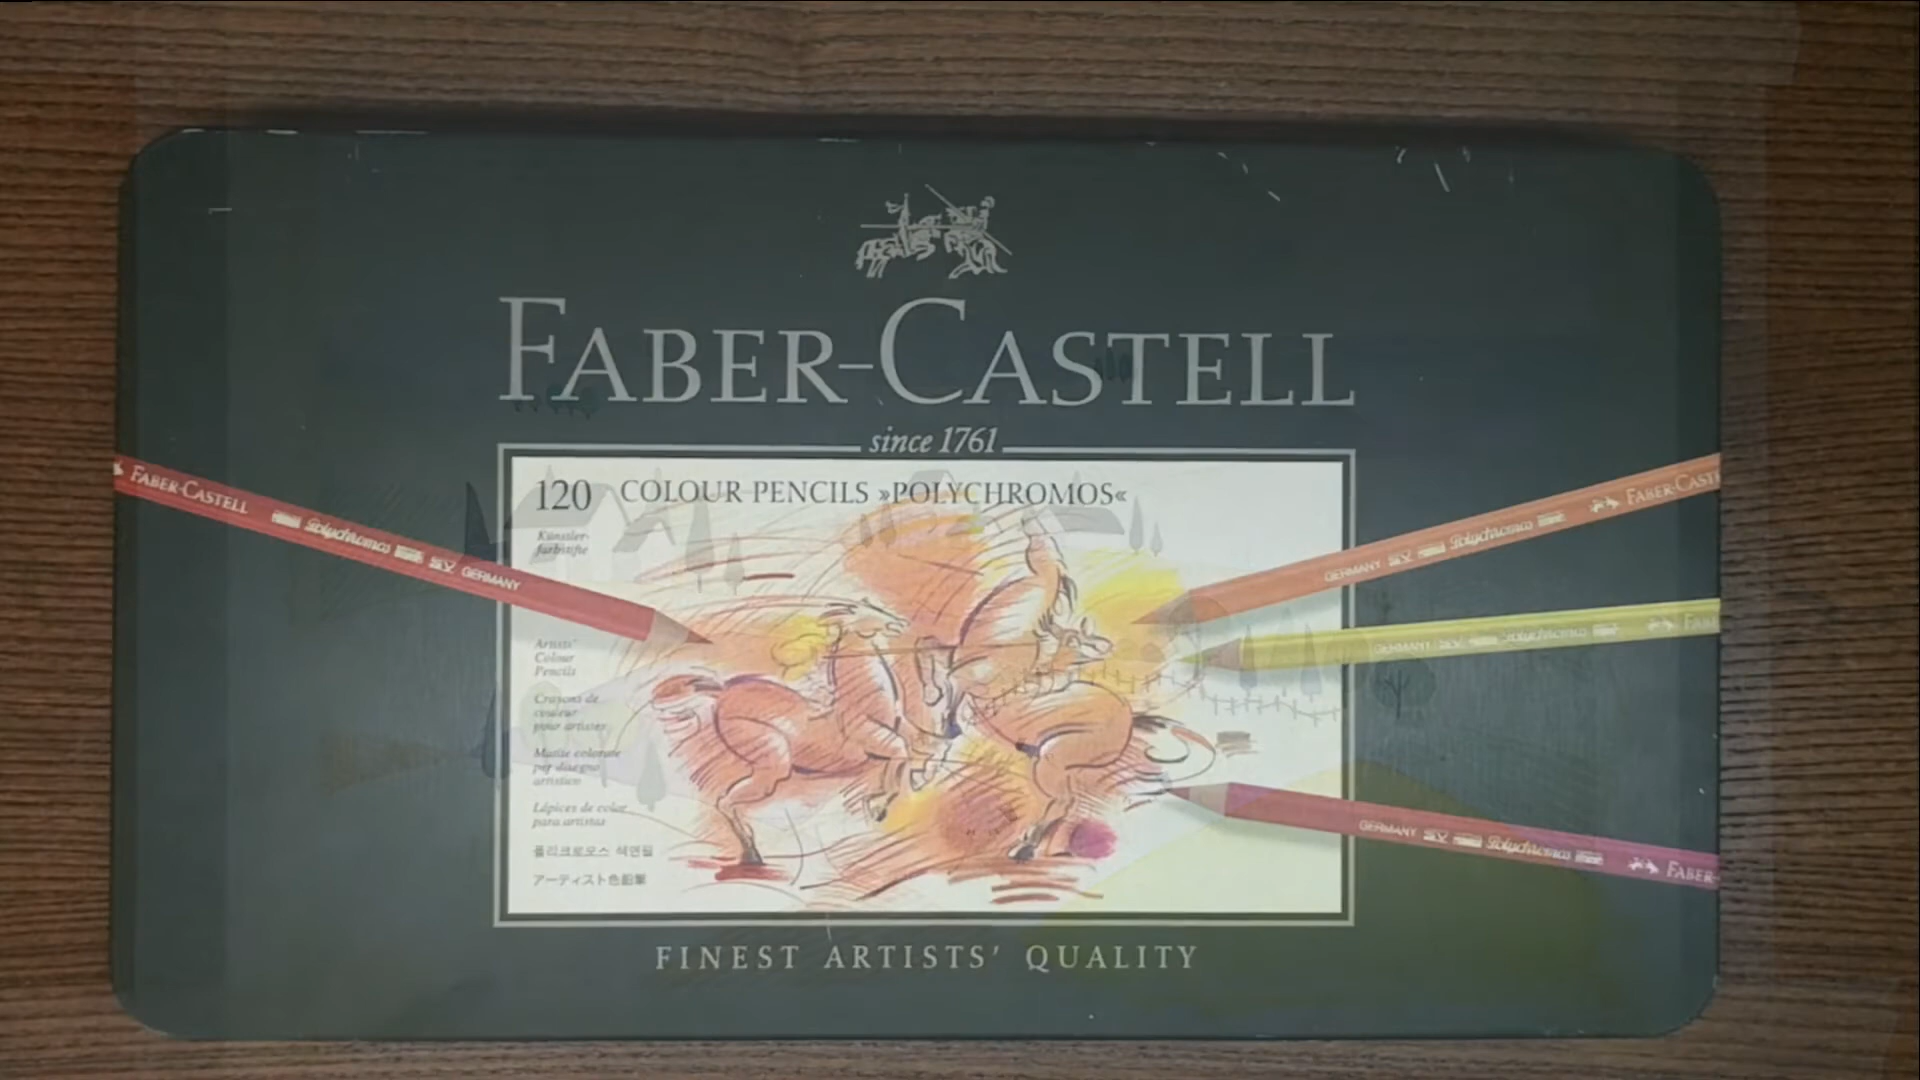 FABER-CASTELL
since 1761
120 COLOUR PENCILS »POLYCHROMOS«
Künstler-
farbstifte
Artists'
Colour
Pencils
Crayons de
couleur
pour artistes
Matite colorate
per disegno
artistico
Lápices de color
para artistas
폴리크로모스 색연필
アーティスト色鉛筆
FABER-CASTELL Polychromos GERMANY
GERMANY Polychromos FABER-CAST
GERMANY Polychromos FAB
GERMANY Polychromos FABER-
FINEST ARTISTS' QUALITY